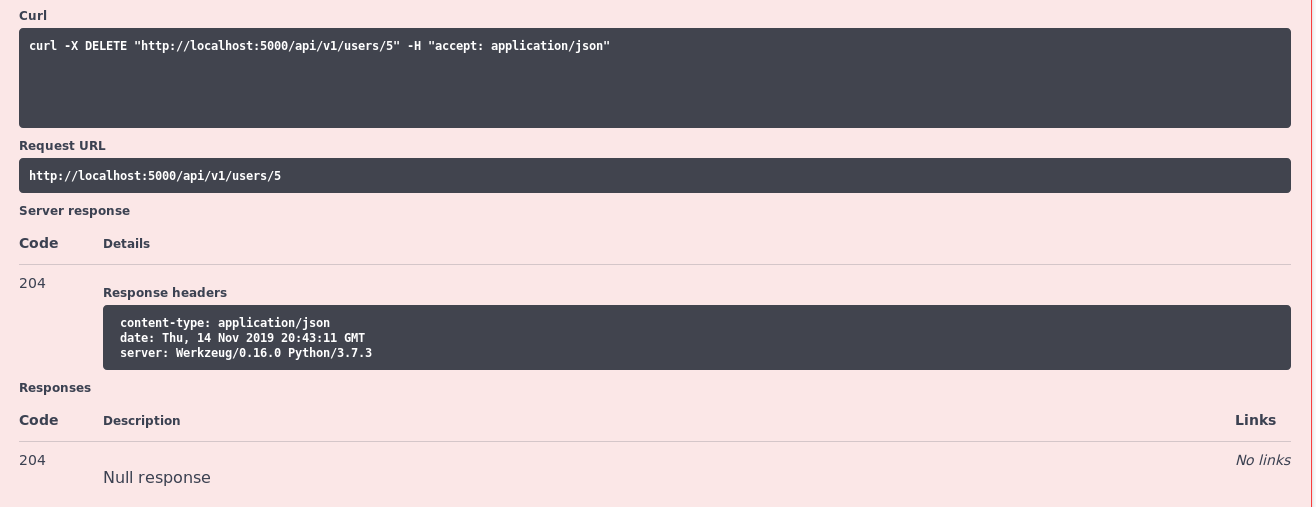 Curl
curl -X DELETE "http://localhost:5000/api/v1/users/5" -H "accept: application/json"
Request URL
http://localhost:5000/api/v1/users/5
Server response
Code Details
204
Response headers
content-type: application/json
date: Thu, 14 Nov 2019 20:43:11 GMT
server: Werkzeug/0.16.0 Python/3.7.3
Responses
Code Description Links
204 No links
Null response